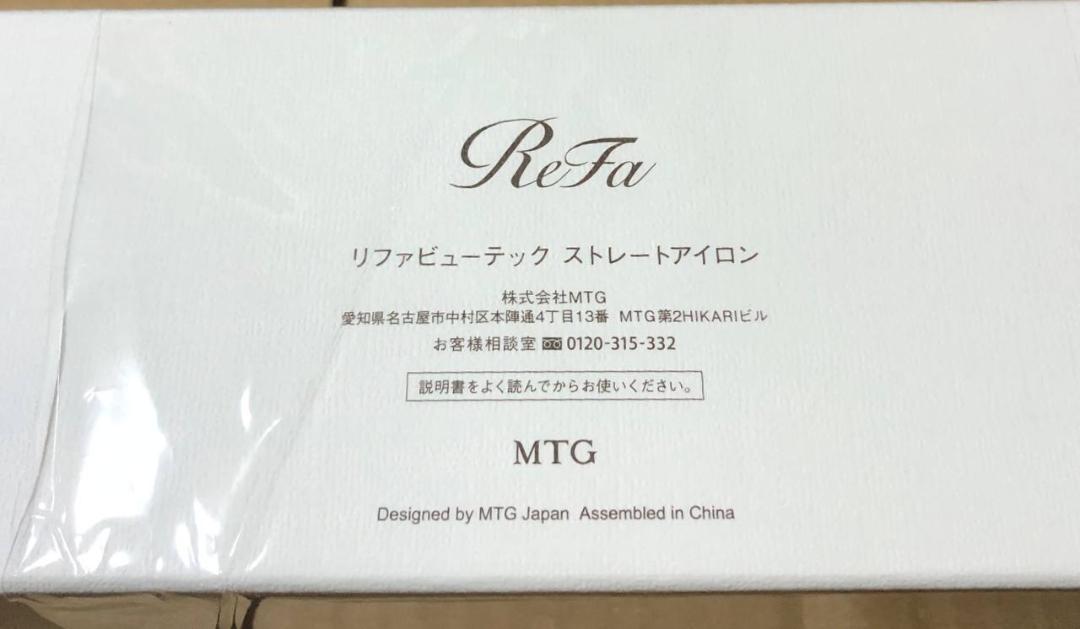 ReFa
リファビューテック ストレートアイロン
株式会社MTG
愛知県名古屋市中村区本陣通4丁目13番 MTG第2HIKARIビル
お客様相談室 0120-315-332
説明書をよく読んでからお使いください。
MTG
Designed by MTG Japan Assembled in China